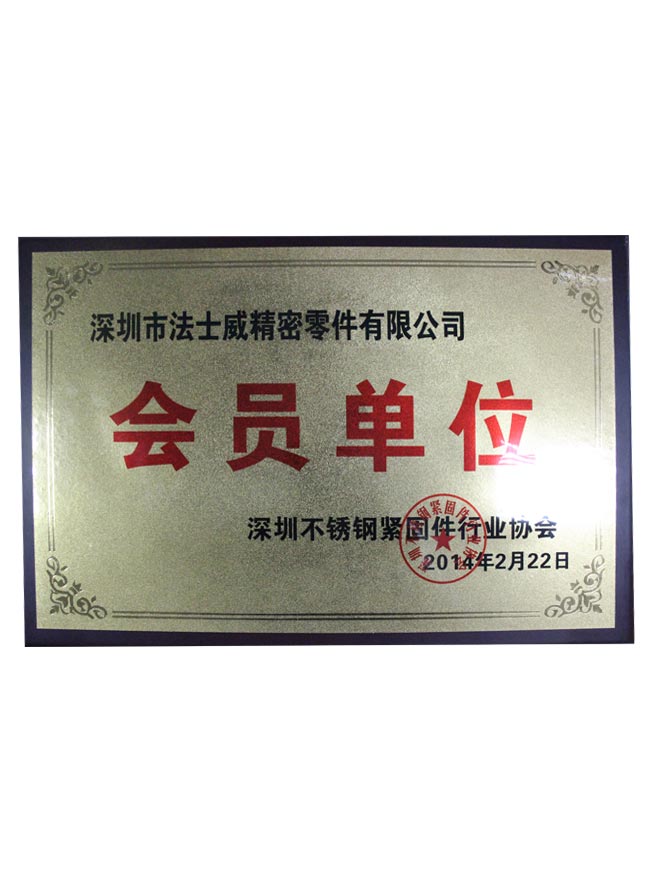 深圳市法士威精密零件有限公司
会员单位
深圳不锈钢紧固件行业协会
2014年2月22日